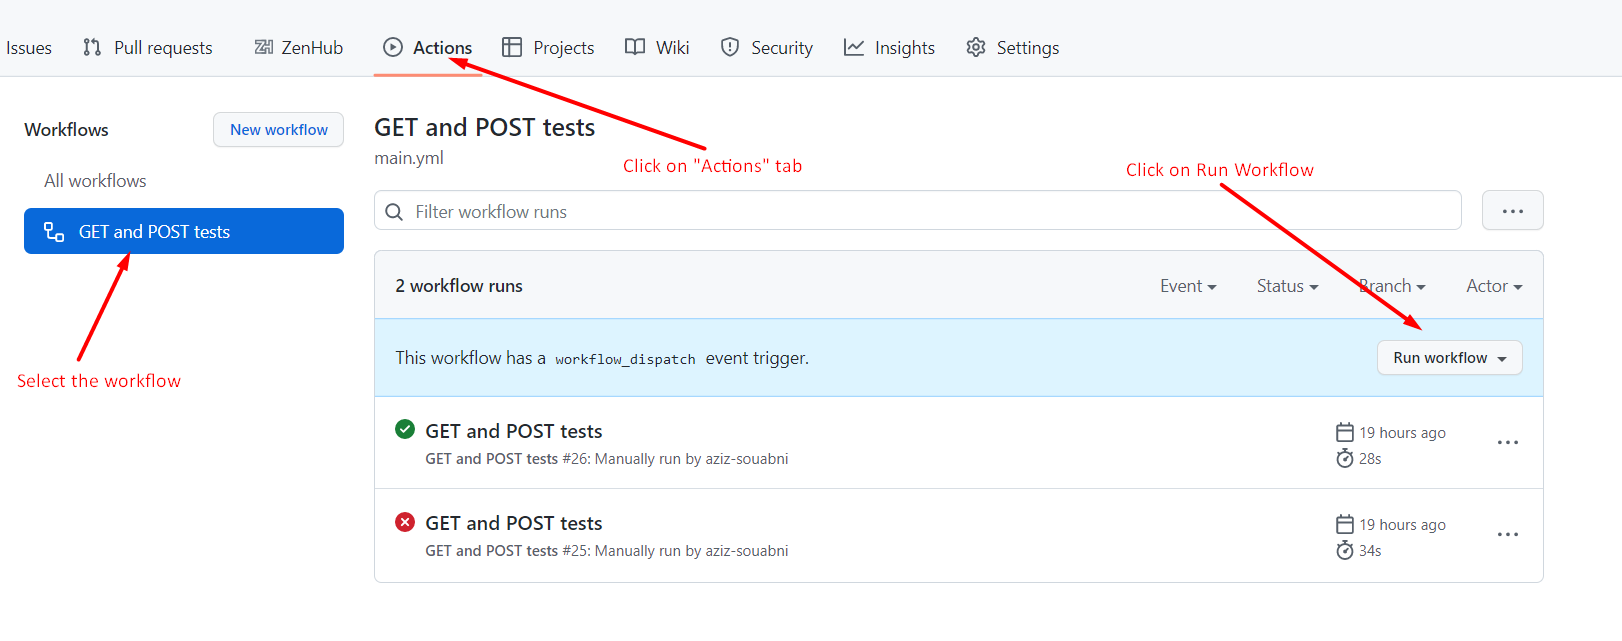 Issues Pull requests ZenHub Actions Projects Wiki Security Insights Settings
Workflows
New workflow
All workflows
GET and POST tests
Select the workflow
GET and POST tests
main.yml
Click on "Actions" tab
Click on Run Workflow
Filter workflow runs
2 workflow runs
Event Status Branch Actor
This workflow has a workflow_dispatch event trigger.
Run workflow
GET and POST tests
GET and POST tests #26: Manually run by aziz-souabni
19 hours ago
28s
GET and POST tests
GET and POST tests #25: Manually run by aziz-souabni
19 hours ago
34s